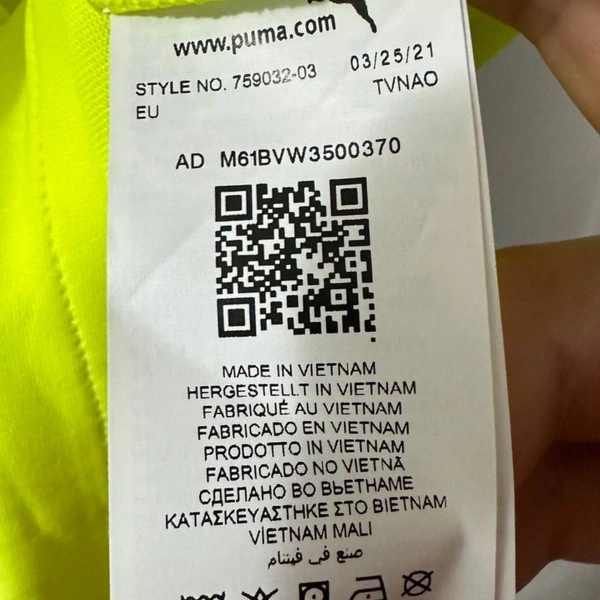 www.puma.com
STYLE NO. 759032-03 03/25/21
EU TVNAO
AD M61BVW3500370
MADE IN VIETNAM
HERGESTELLT IN VIETNAM
FABRIQUÉ AU VIETNAM
FABRICADO EN VIETNAM
PRODOTTO IN VIETNAM
FABRICADO NO VIETNÃ
СДЕЛАНО ВО ВЬЕТНАМЕ
ΚΑΤΑΣΚΕΥΑΣΤΗΚΕ ΣΤΟ ΒΙΕΤΝΑΜ
VİETNAM MALI
صنع في فيتنام